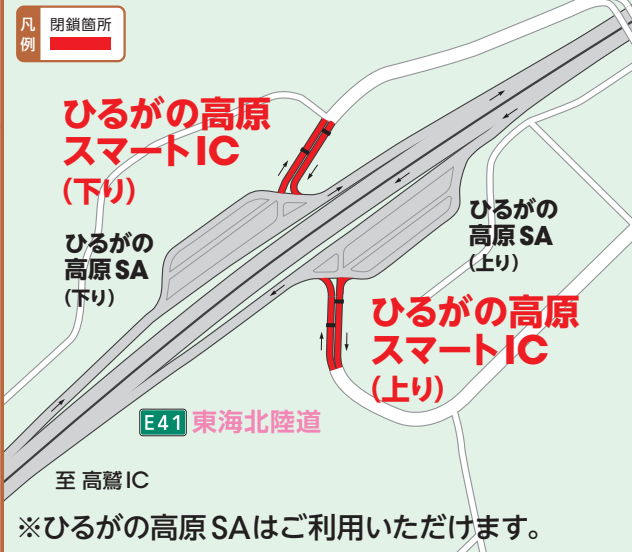 凡例
閉鎖箇所
ひるがの高原
スマートIC
(下り)
ひるがの
高原SA
(下り)
ひるがの
高原SA
(上り)
ひるがの高原
スマートIC
(上り)
E41 東海北陸道
至 高鷲IC
※ひるがの高原SAはご利用いただけます。